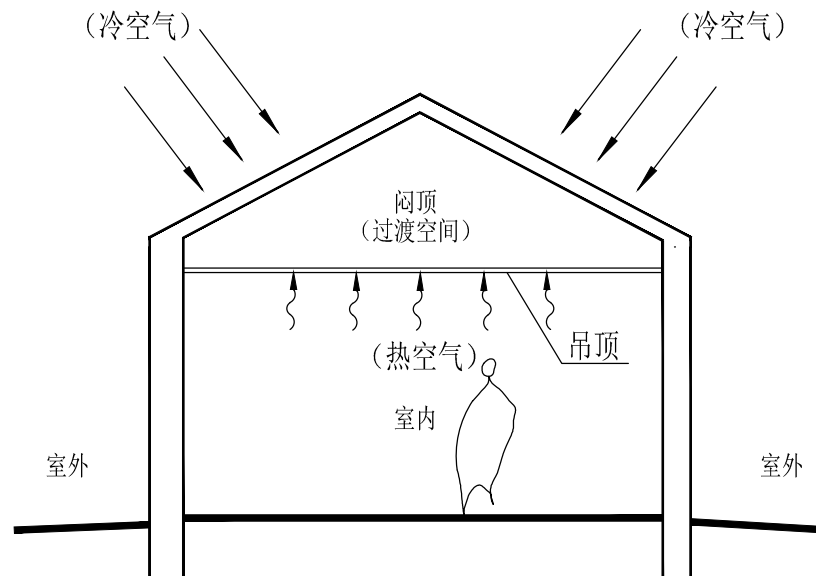 (冷空气)
(冷空气)
闷顶
(过渡空间)
(热空气)
吊顶
室内
室外
室外